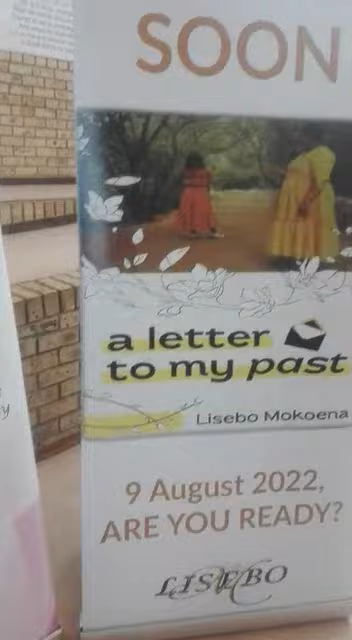 SOON
a letter
to my past
Lisebo Mokoena
9 August 2022,
ARE YOU READY?
LISEBO
y